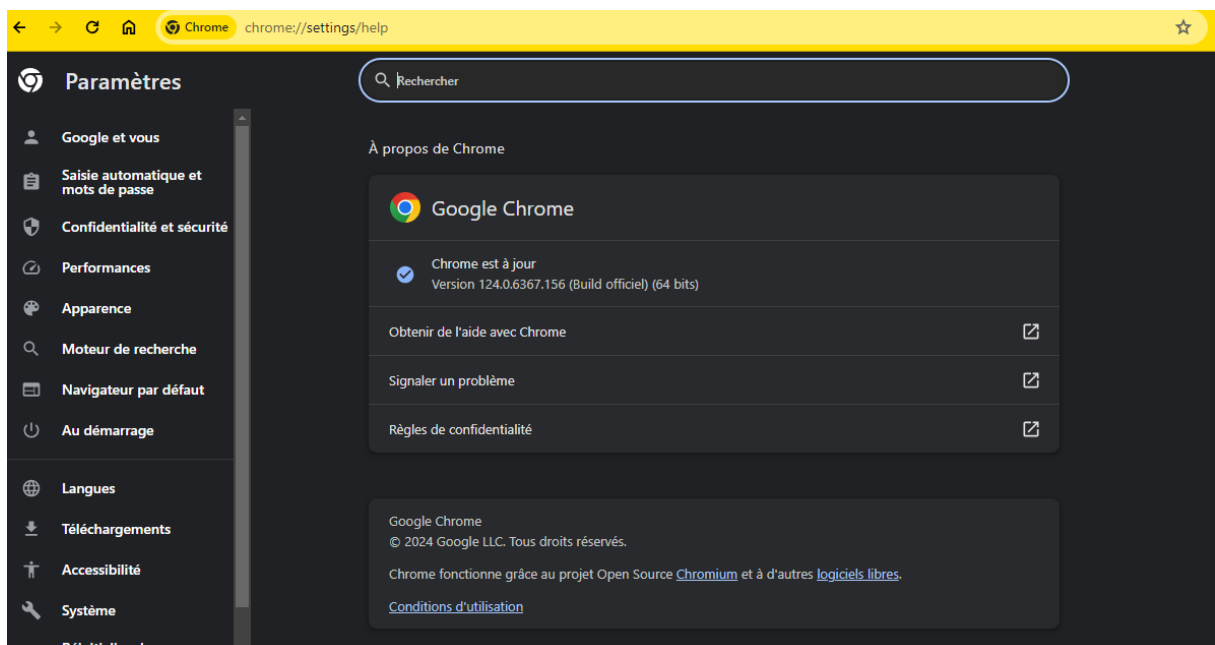 Chrome chrome://settings/help
Paramètres
Rechercher
Google et vous
Saisie automatique et
mots de passe
Confidentialité et sécurité
Performances
Apparence
Moteur de recherche
Navigateur par défaut
Au démarrage
Langues
Téléchargements
Accessibilité
Système
À propos de Chrome
Google Chrome
Chrome est à jour
Version 124.0.6367.156 (Build officiel) (64 bits)
Obtenir de l'aide avec Chrome
Signaler un problème
Règles de confidentialité
Google Chrome
© 2024 Google LLC. Tous droits réservés.
Chrome fonctionne grâce au projet Open Source Chromium et à d'autres logiciels libres.
Conditions d'utilisation